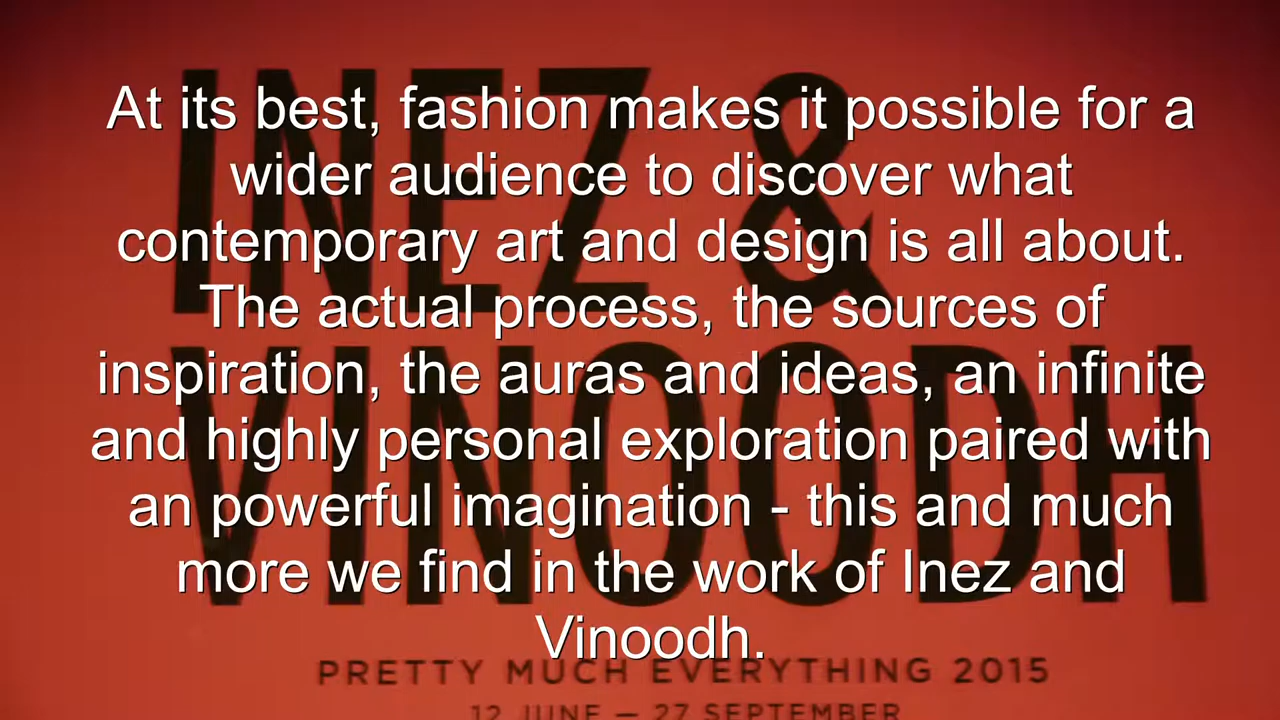 At its best, fashion makes it possible for a
wider audience to discover what
contemporary art and design is all about.
The actual process, the sources of
inspiration, the auras and ideas, an infinite
and highly personal exploration paired with
an powerful imagination - this and much
more we find in the work of Inez and
Vinoodh.
INEZ &
VINOODH
PRETTY MUCH EVERYTHING 2015
12 JUNE — 27 SEPTEMBER